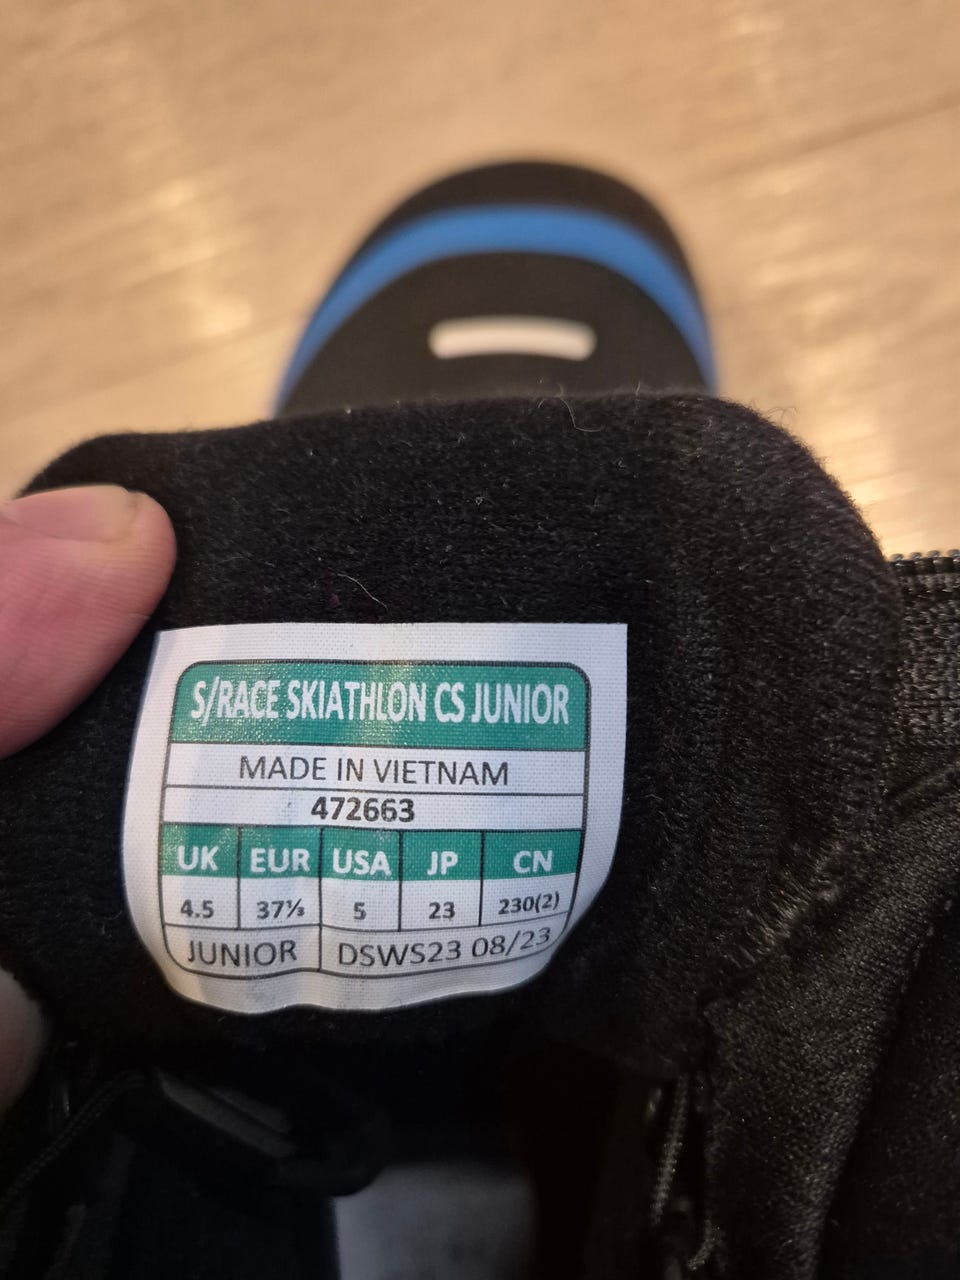 S/RACE SKIATHLON CS JUNIOR
MADE IN VIETNAM
472663
UK EUR USA JP CN
4.5 37⅓ 5 23 230(2)
JUNIOR DSWS23 08/23